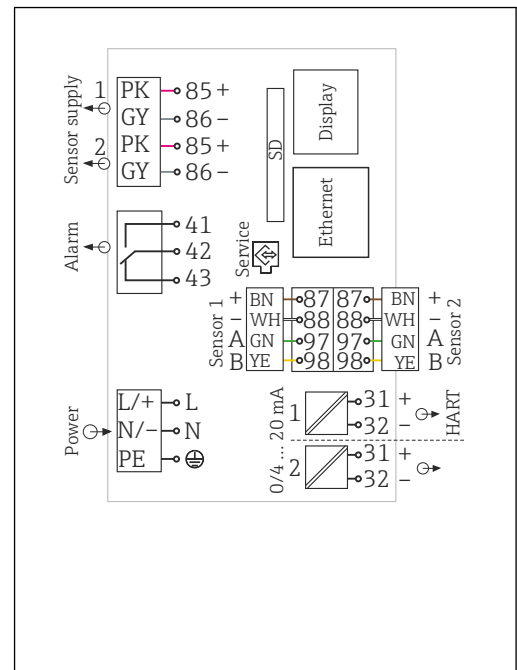 Sensor supply
1
PK
85
+
GY
86
-
2
PK
85
+
GY
86
-
Display
SD
Ethernet
Alarm
41
42
43
Service
Sensor 1
+
BN
87
87
BN
+
-
WH
88
88
WH
-
A
GN
97
97
GN
A
B
YE
98
98
YE
B
Sensor 2
Power
L/+
L
N/-
N
PE
0/4 ... 20 mA
1
31
+
32
-
HART
2
31
+
32
-